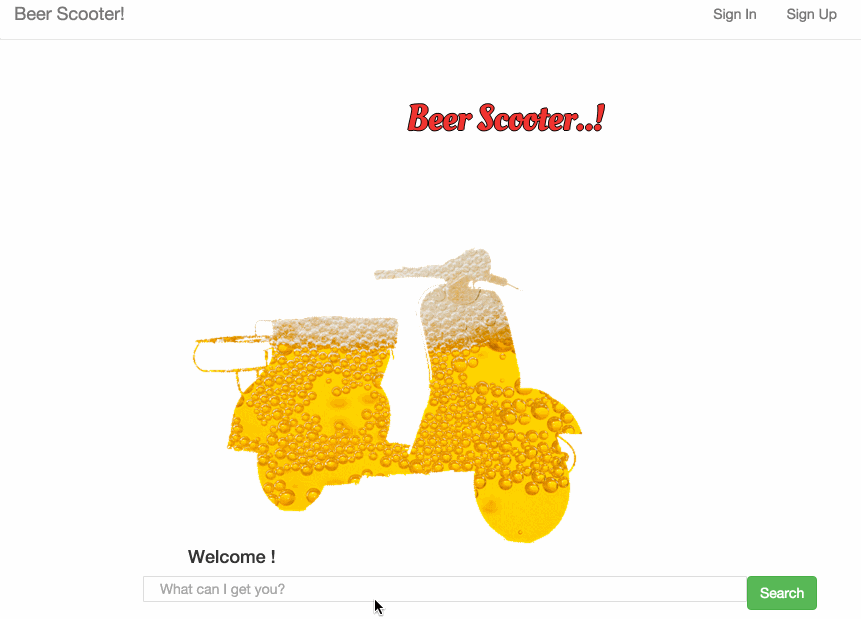 Beer Scooter!
Sign In
Sign Up
Beer Scooter..!
Welcome !
What can I get you?
Search